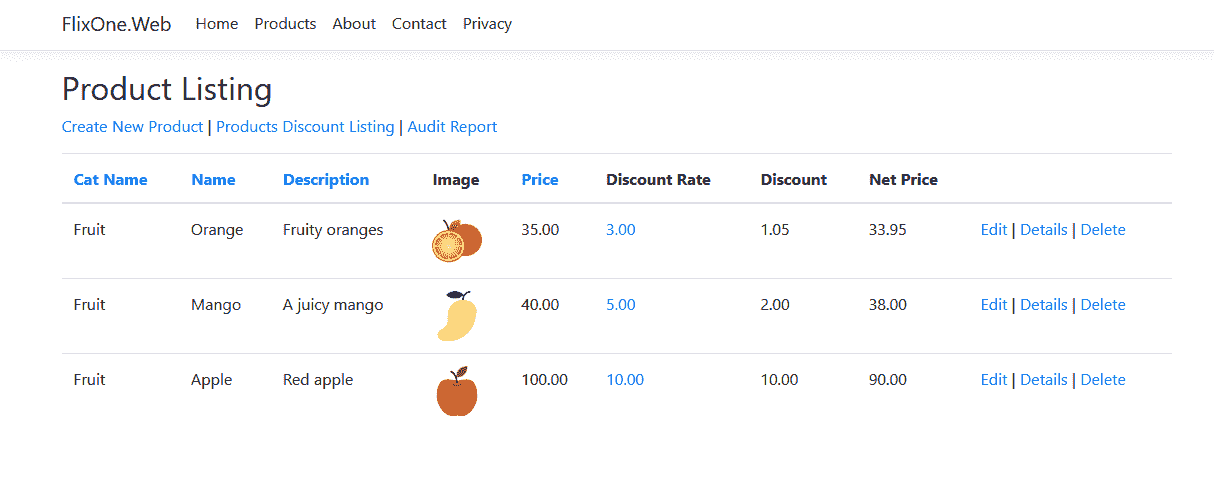 FlixOne.Web Home Products About Contact Privacy
Product Listing
Create New Product | Products Discount Listing | Audit Report
Cat Name Name Description Image Price Discount Rate Discount Net Price
Fruit Orange Fruity oranges 35.00 3.00 1.05 33.95 Edit | Details | Delete
Fruit Mango A juicy mango 40.00 5.00 2.00 38.00 Edit | Details | Delete
Fruit Apple Red apple 100.00 10.00 10.00 90.00 Edit | Details | Delete